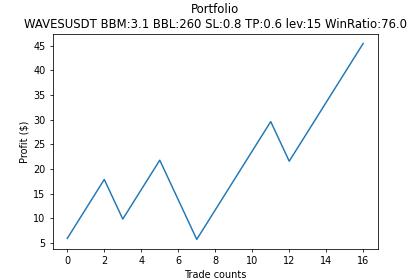 Portfolio
WAVESUSDT BBM:3.1 BBL:260 SL:0.8 TP:0.6 lev:15 WinRatio:76.0
45
40
35
30
25
20
15
10
5
Profit ($)
0 2 4 6 8 10 12 14 16
Trade counts